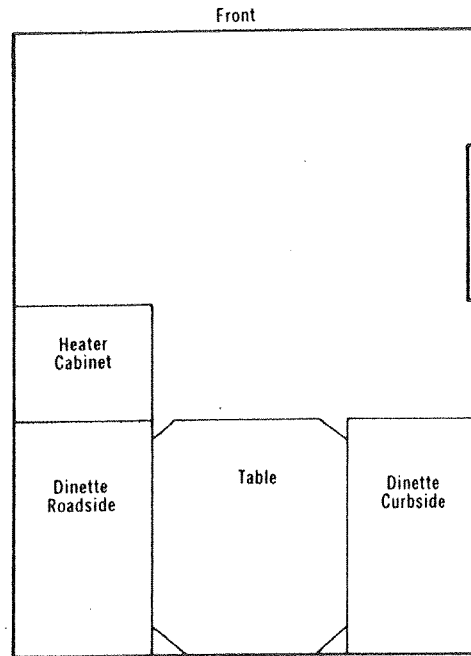 Front
Heater
Cabinet
Dinette
Roadside
Table
Dinette
Curbside